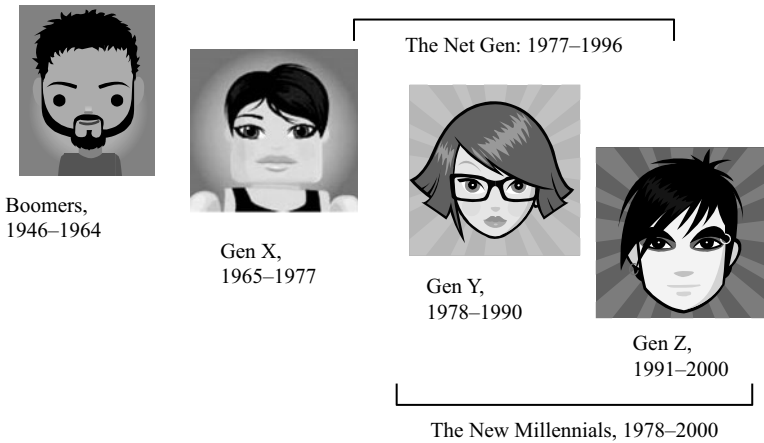 The Net Gen: 1977–1996
Boomers,
1946–1964
Gen X,
1965–1977
Gen Y,
1978–1990
Gen Z,
1991–2000
The New Millennials, 1978–2000